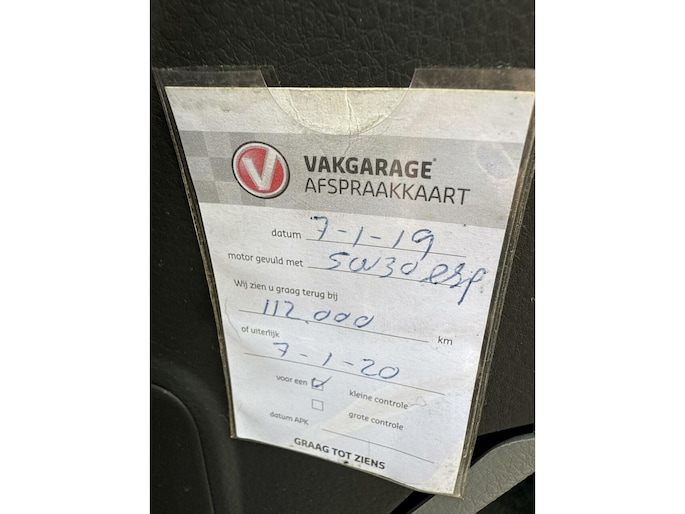 V VAKGARAGE®
AFSPRAAKKAART
datum 7-1-19
motor gevuld met 5W30 esp
Wij zien u graag terug bij
112.000 km
of uiterlijk
7-1-20
voor een ☑ kleine controle
☐ grote controle
datum APK
GRAAG TOT ZIENS